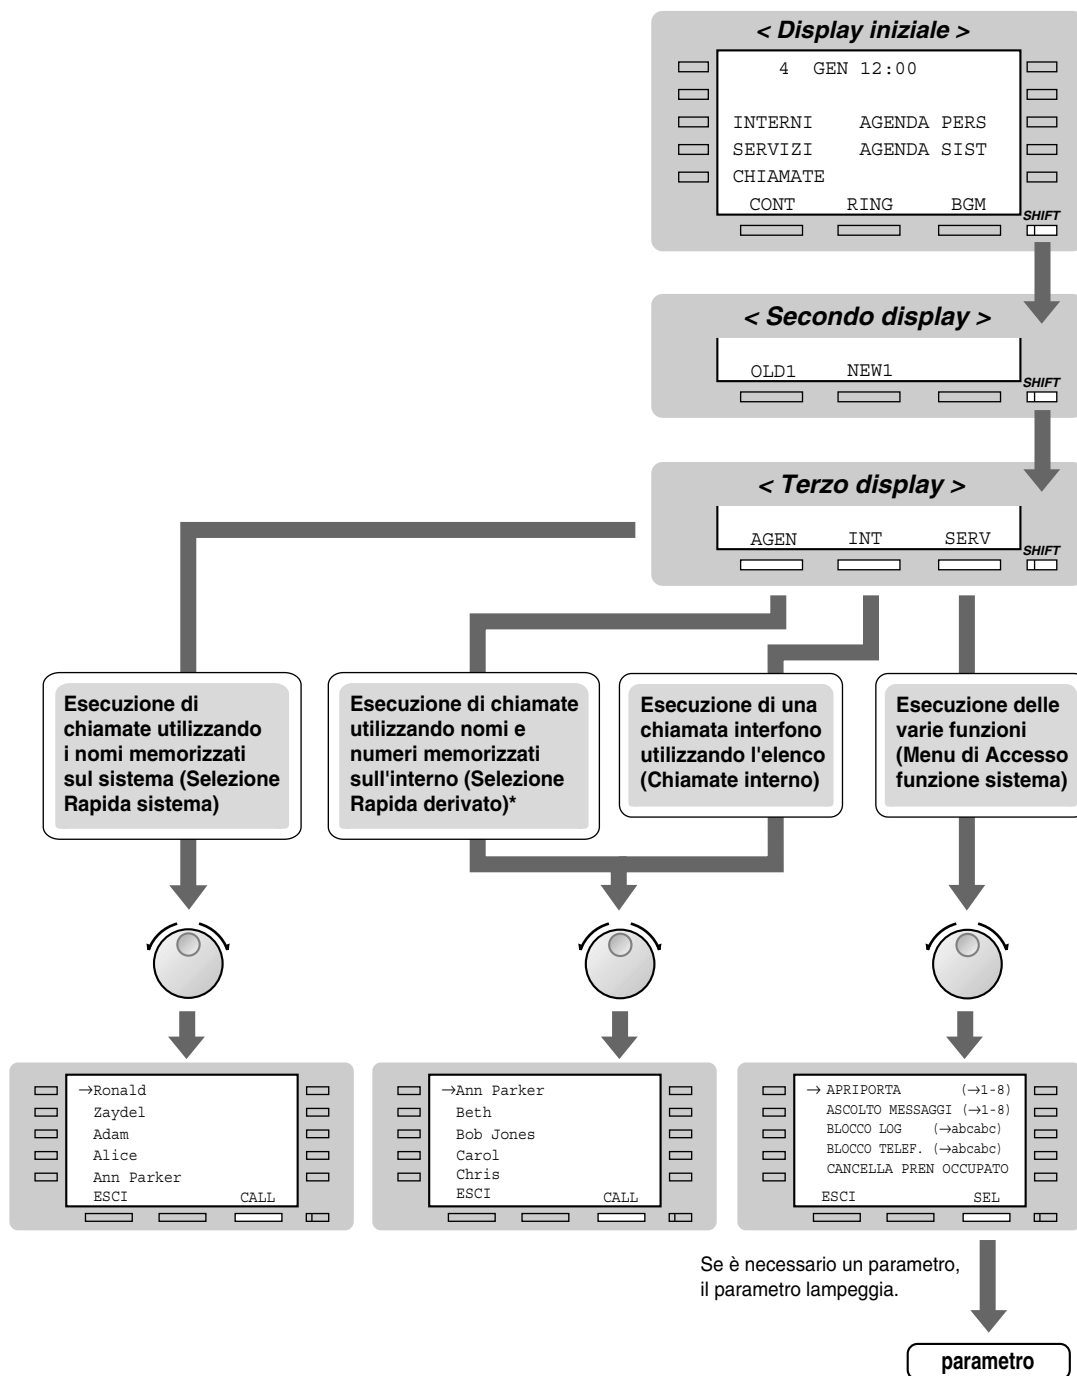 < Display iniziale >
4 GEN 12:00
INTERNI AGENDA PERS
SERVIZI AGENDA SIST
CHIAMATE
CONT RING BGM
SHIFT
< Secondo display >
OLD1 NEW1
SHIFT
< Terzo display >
AGEN INT SERV
SHIFT
Esecuzione di
chiamate utilizzando
i nomi memorizzati
sul sistema (Selezione
Rapida sistema)
Esecuzione di chiamate
utilizzando nomi e
numeri memorizzati
sull'interno (Selezione
Rapida derivato)*
Esecuzione di una
chiamata interfono
utilizzando l'elenco
(Chiamate interno)
Esecuzione delle
varie funzioni
(Menu di Accesso
funzione sistema)
→Ronald
Zaydel
Adam
Alice
Ann Parker
ESCI CALL
→Ann Parker
Beth
Bob Jones
Carol
Chris
ESCI CALL
→ APRIPORTA (→1-8)
ASCOLTO MESSAGGI (→1-8)
BLOCCO LOG (→abcabc)
BLOCCO TELEF. (→abcabc)
CANCELLA PREN OCCUPATO
ESCI SEL
Se è necessario un parametro,
il parametro lampeggia.
parametro